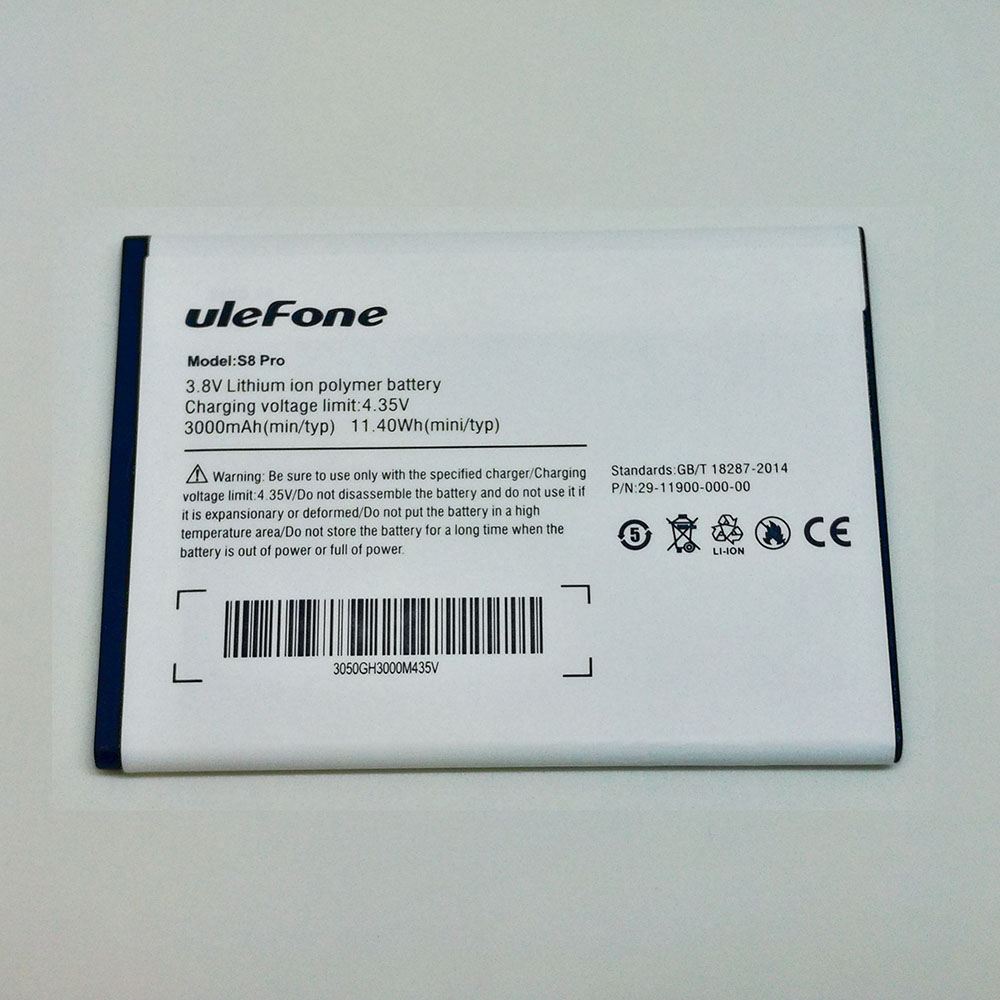 uleFone
Model:S8 Pro
3.8V Lithium ion polymer battery
Charging voltage limit:4.35V
3000mAh(min/typ) 11.40Wh(mini/typ)
Warning: Be sure to use only with the specified charger/Charging
voltage limit:4.35V/Do not disassemble the battery and do not use it if
it is expansionary or deformed/Do not put the battery in a high
temperature area/Do not store the battery for a long time when the
battery is out of power or full of power.
3050GH3000M435V
Standards:GB/T 18287-2014
P/N:29-11900-000-00
5
LI-ION
CE